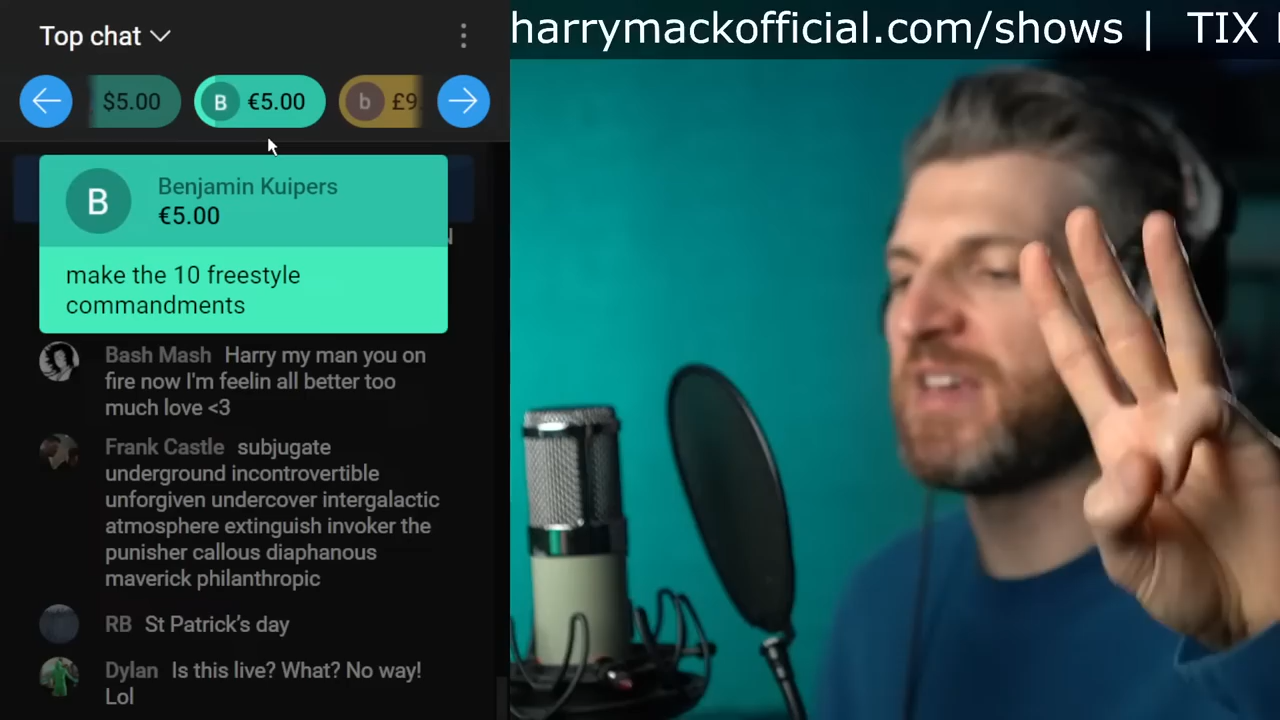 Top chat
harrymackofficial.com/shows | TIX
$5.00
B €5.00
b £9.
B
Benjamin Kuipers
€5.00
make the 10 freestyle
commandments
Bash Mash Harry my man you on
fire now I'm feelin all better too
much love <3
Frank Castle subjugate
underground incontrovertible
unforgiven undercover intergalactic
atmosphere extinguish invoker the
punisher callous diaphanous
maverick philanthropic
RB St Patrick's day
Dylan Is this live? What? No way!
Lol